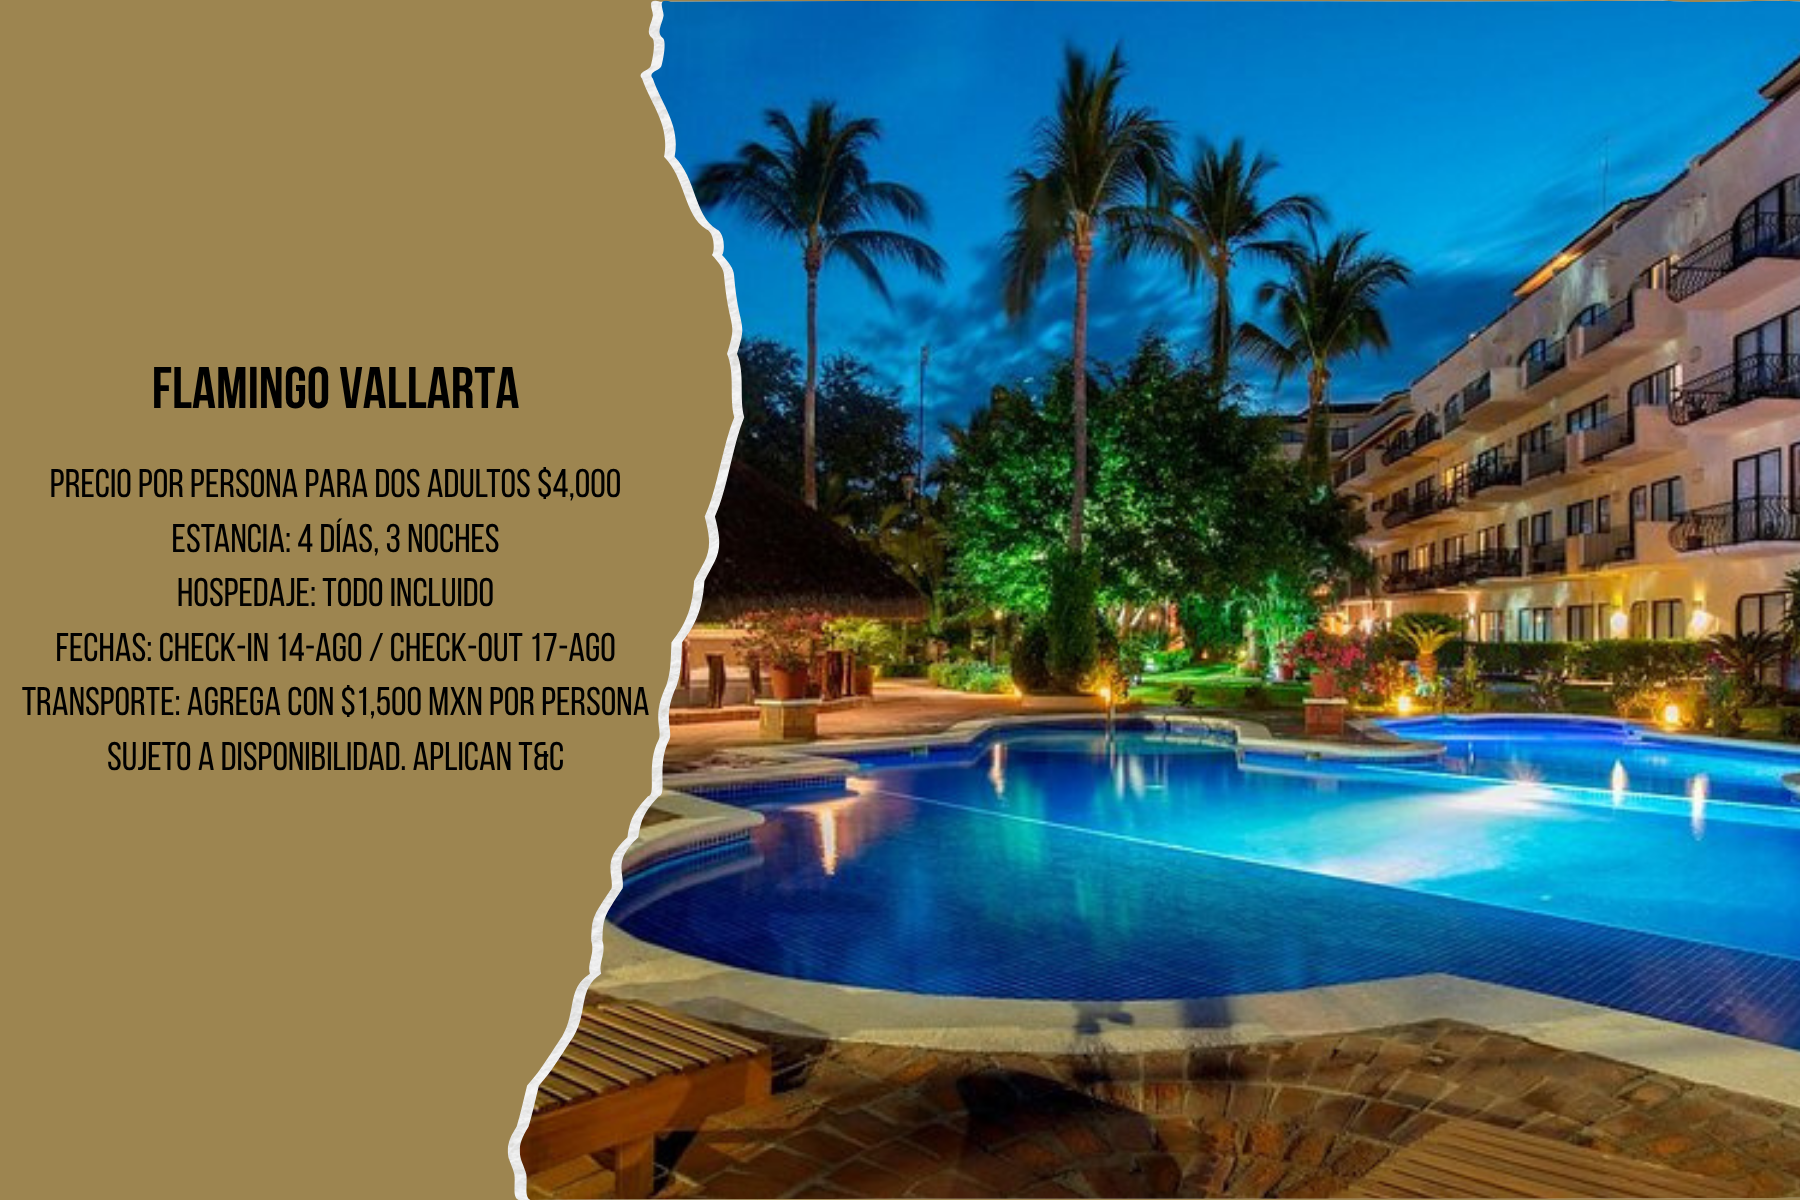 FLAMINGO VALLARTA
PRECIO POR PERSONA PARA DOS ADULTOS $4,000
ESTANCIA: 4 DÍAS, 3 NOCHES
HOSPEDAJE: TODO INCLUIDO
FECHAS: CHECK-IN 14-AGO / CHECK-OUT 17-AGO
TRANSPORTE: AGREGA CON $1,500 MXN POR PERSONA
SUJETO A DISPONIBILIDAD. APLICAN T&C